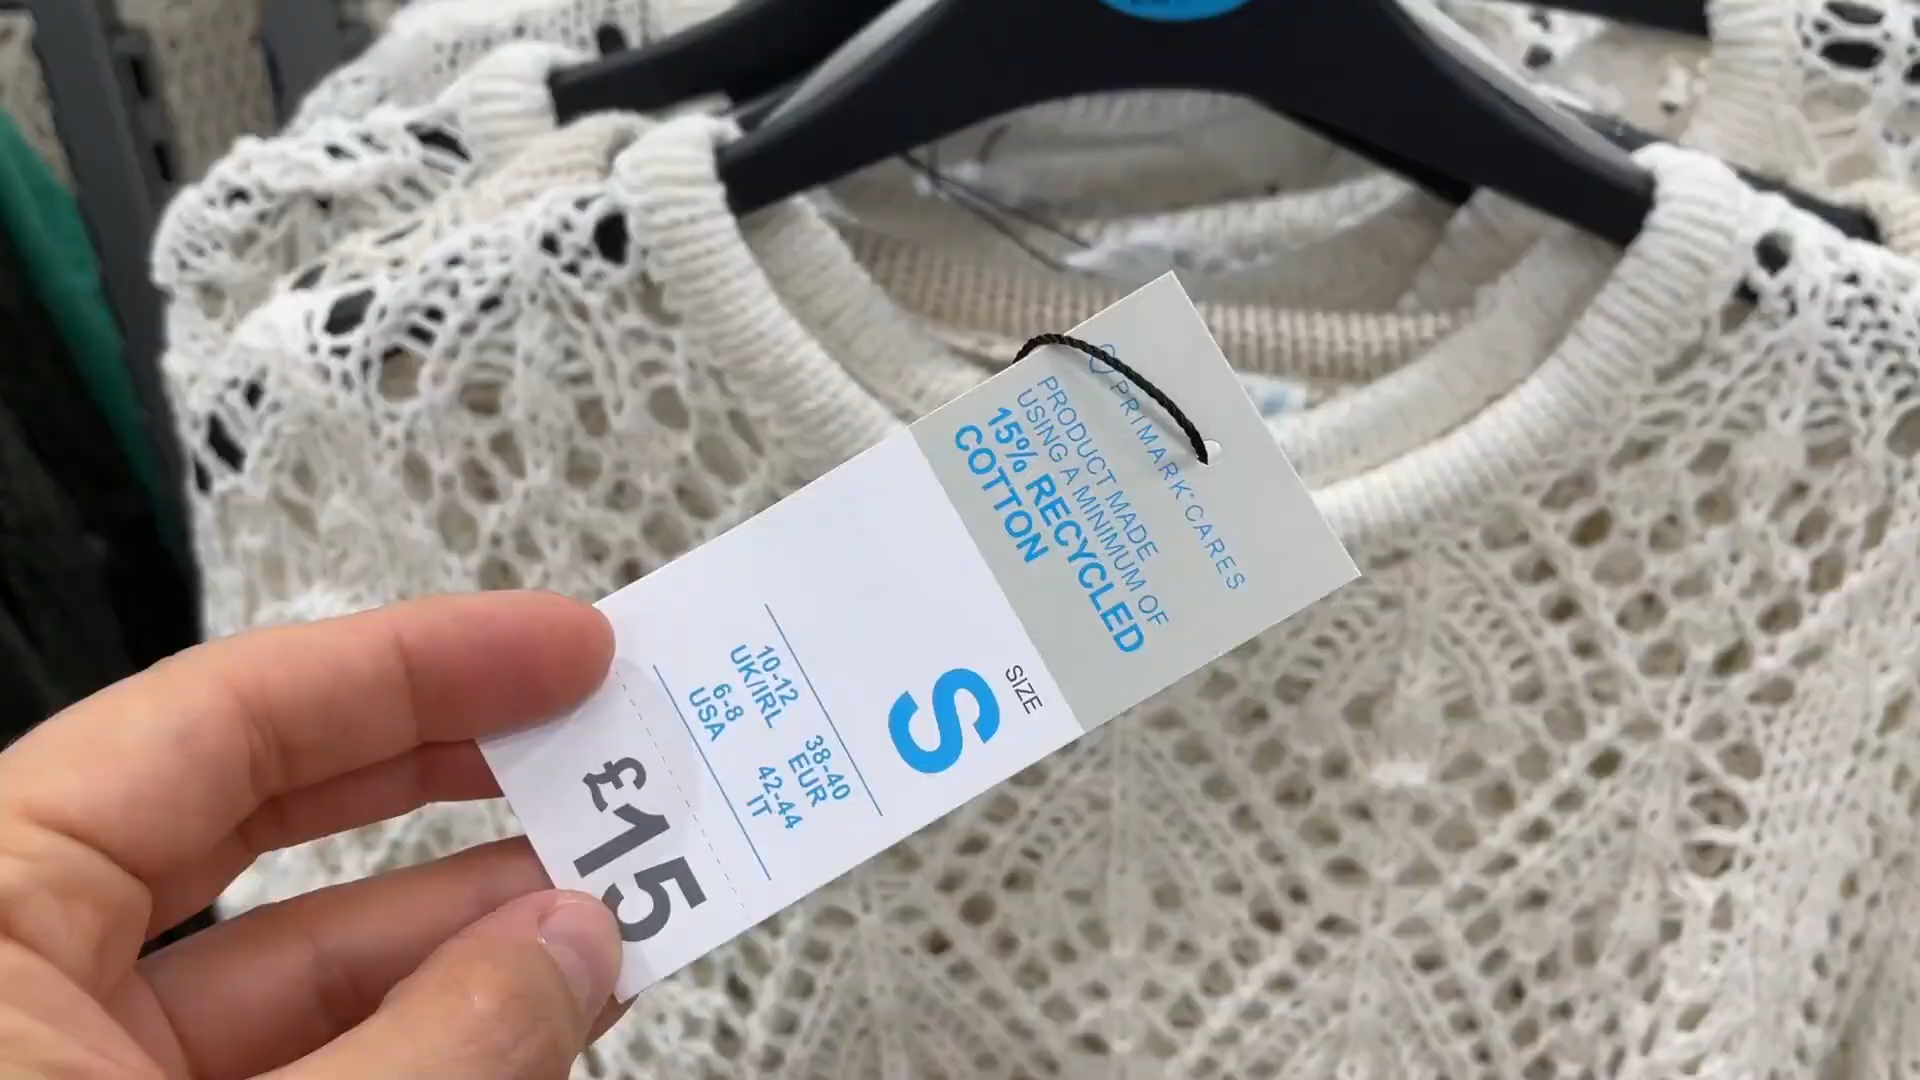 PRIMARK CARES
PRODUCT MADE
USING A MINIMUM OF
15% RECYCLED
COTTON
SIZE
S
38-40
EUR
42-44
IT
10-12
UK/IRL
6-8
USA
£15